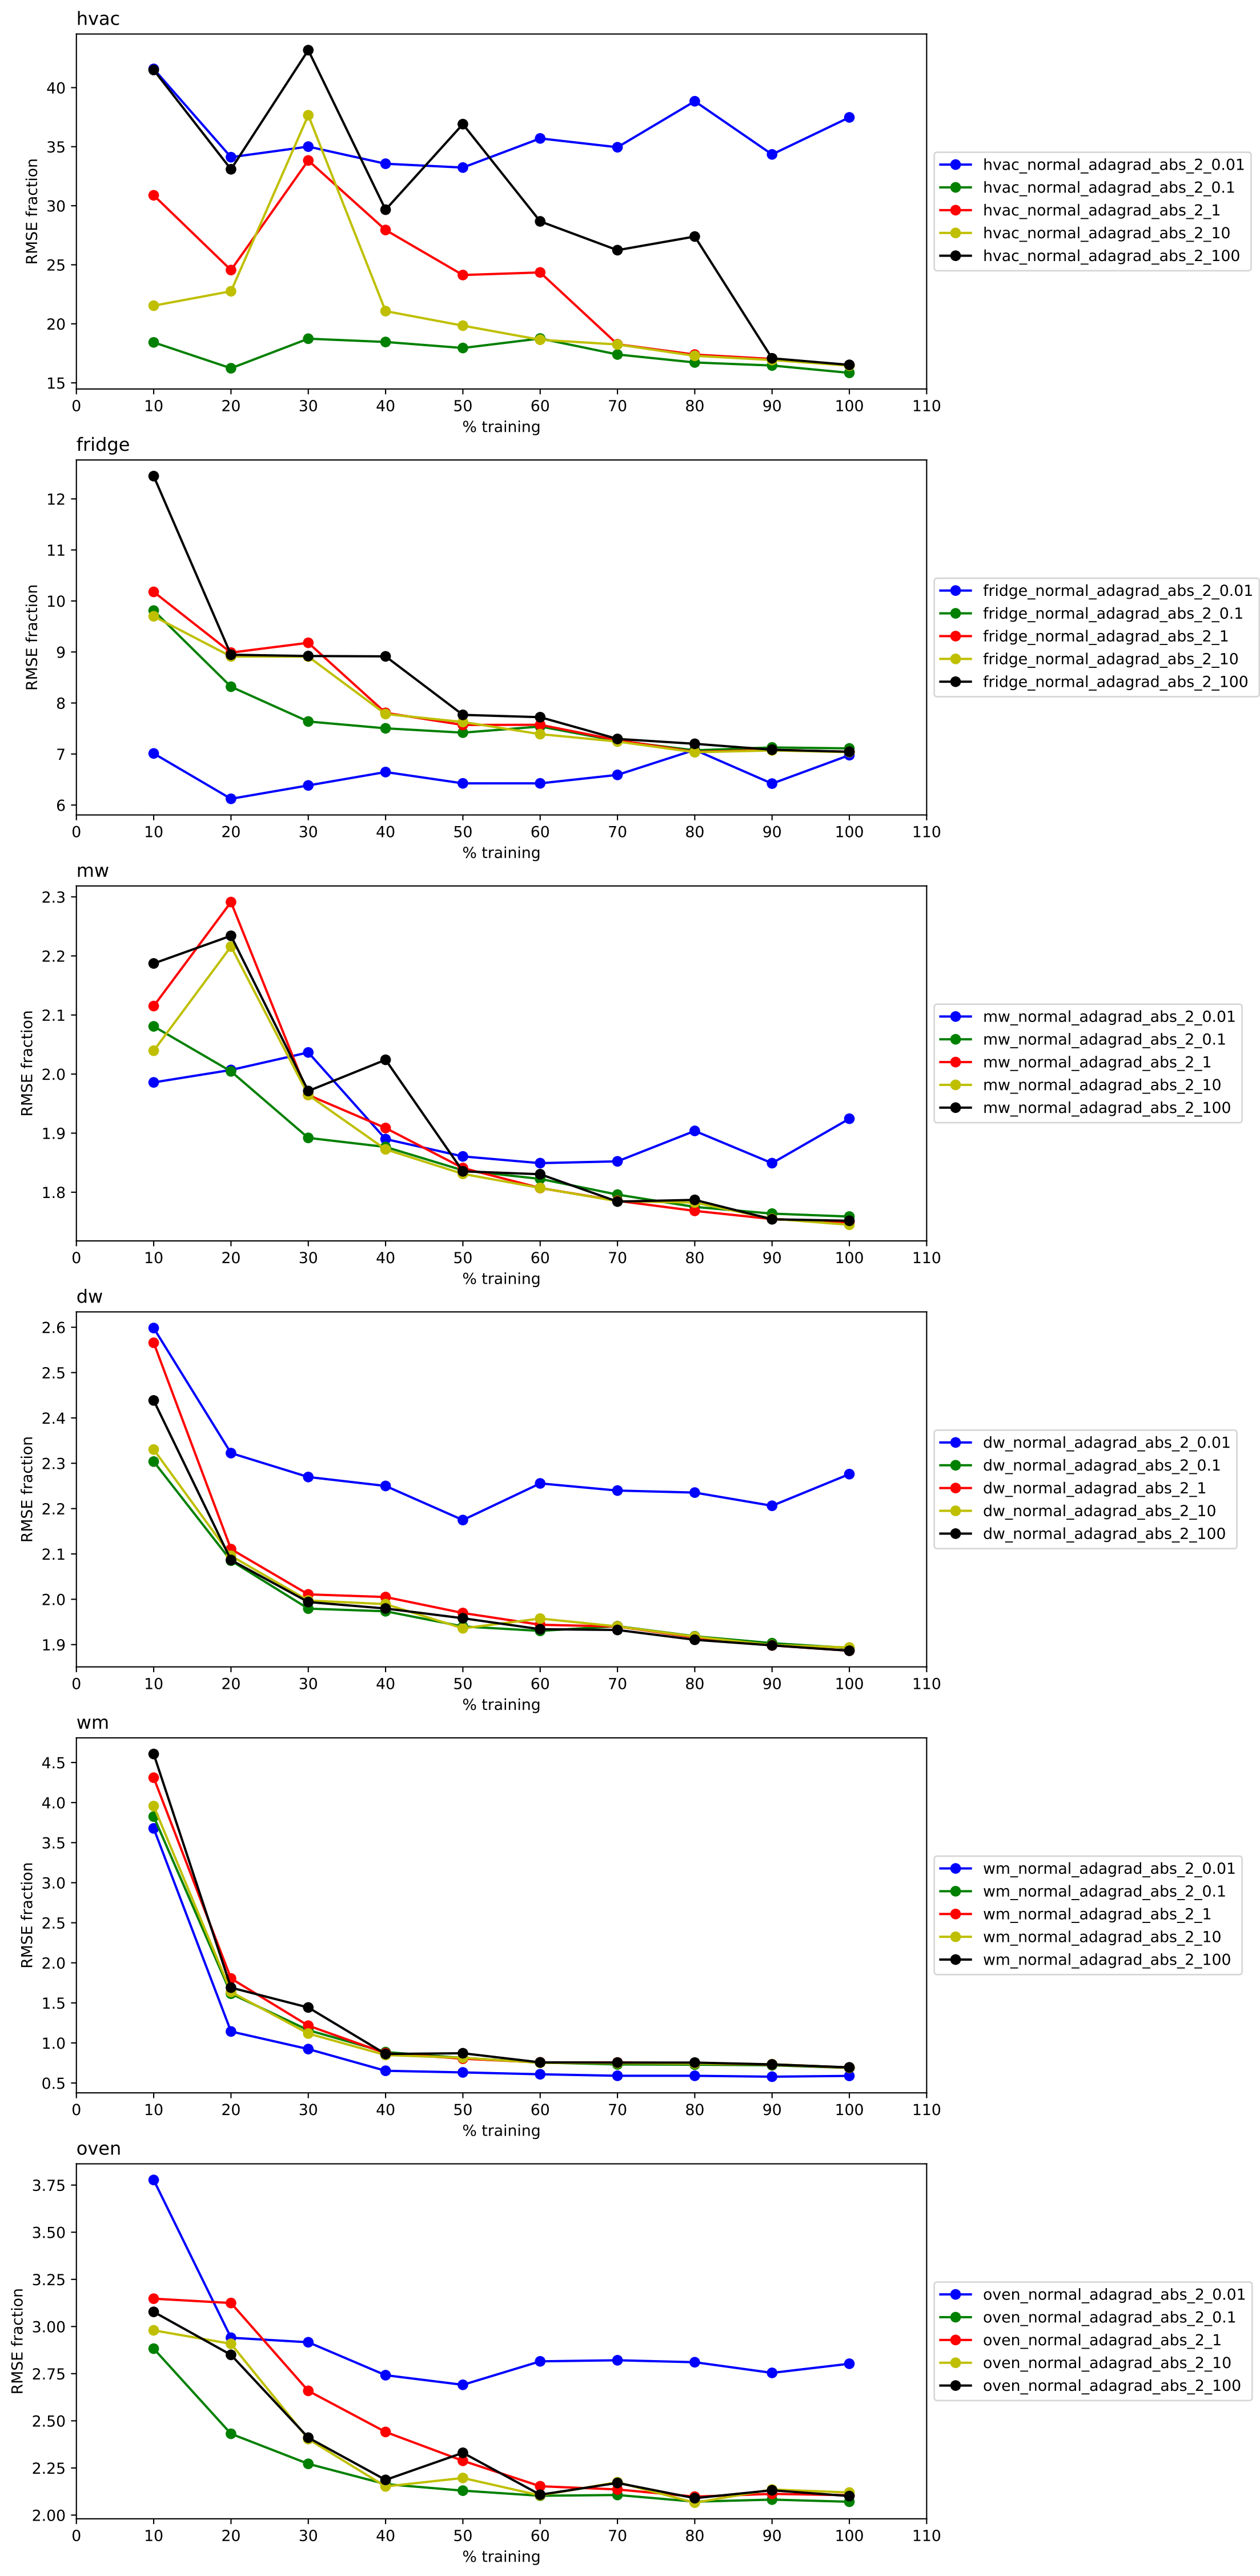 hvac
RMSE fraction
40
35
30
25
20
15
0 10 20 30 40 50 60 70 80 90 100 110
% training
hvac_normal_adagrad_abs_2_0.01
hvac_normal_adagrad_abs_2_0.1
hvac_normal_adagrad_abs_2_1
hvac_normal_adagrad_abs_2_10
hvac_normal_adagrad_abs_2_100
fridge
RMSE fraction
12
11
10
9
8
7
6
0 10 20 30 40 50 60 70 80 90 100 110
% training
fridge_normal_adagrad_abs_2_0.01
fridge_normal_adagrad_abs_2_0.1
fridge_normal_adagrad_abs_2_1
fridge_normal_adagrad_abs_2_10
fridge_normal_adagrad_abs_2_100
mw
RMSE fraction
2.3
2.2
2.1
2.0
1.9
1.8
0 10 20 30 40 50 60 70 80 90 100 110
% training
mw_normal_adagrad_abs_2_0.01
mw_normal_adagrad_abs_2_0.1
mw_normal_adagrad_abs_2_1
mw_normal_adagrad_abs_2_10
mw_normal_adagrad_abs_2_100
dw
RMSE fraction
2.6
2.5
2.4
2.3
2.2
2.1
2.0
1.9
0 10 20 30 40 50 60 70 80 90 100 110
% training
dw_normal_adagrad_abs_2_0.01
dw_normal_adagrad_abs_2_0.1
dw_normal_adagrad_abs_2_1
dw_normal_adagrad_abs_2_10
dw_normal_adagrad_abs_2_100
wm
RMSE fraction
4.5
4.0
3.5
3.0
2.5
2.0
1.5
1.0
0.5
0 10 20 30 40 50 60 70 80 90 100 110
% training
wm_normal_adagrad_abs_2_0.01
wm_normal_adagrad_abs_2_0.1
wm_normal_adagrad_abs_2_1
wm_normal_adagrad_abs_2_10
wm_normal_adagrad_abs_2_100
oven
RMSE fraction
3.75
3.50
3.25
3.00
2.75
2.50
2.25
2.00
0 10 20 30 40 50 60 70 80 90 100 110
% training
oven_normal_adagrad_abs_2_0.01
oven_normal_adagrad_abs_2_0.1
oven_normal_adagrad_abs_2_1
oven_normal_adagrad_abs_2_10
oven_normal_adagrad_abs_2_100